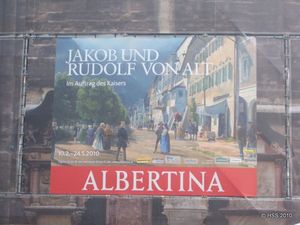 JAKOB UND
RUDOLF VON ALT
Im Auftrag des Kaisers
10.2.–24.5.2010
ALBERTINA
© HSS 2010